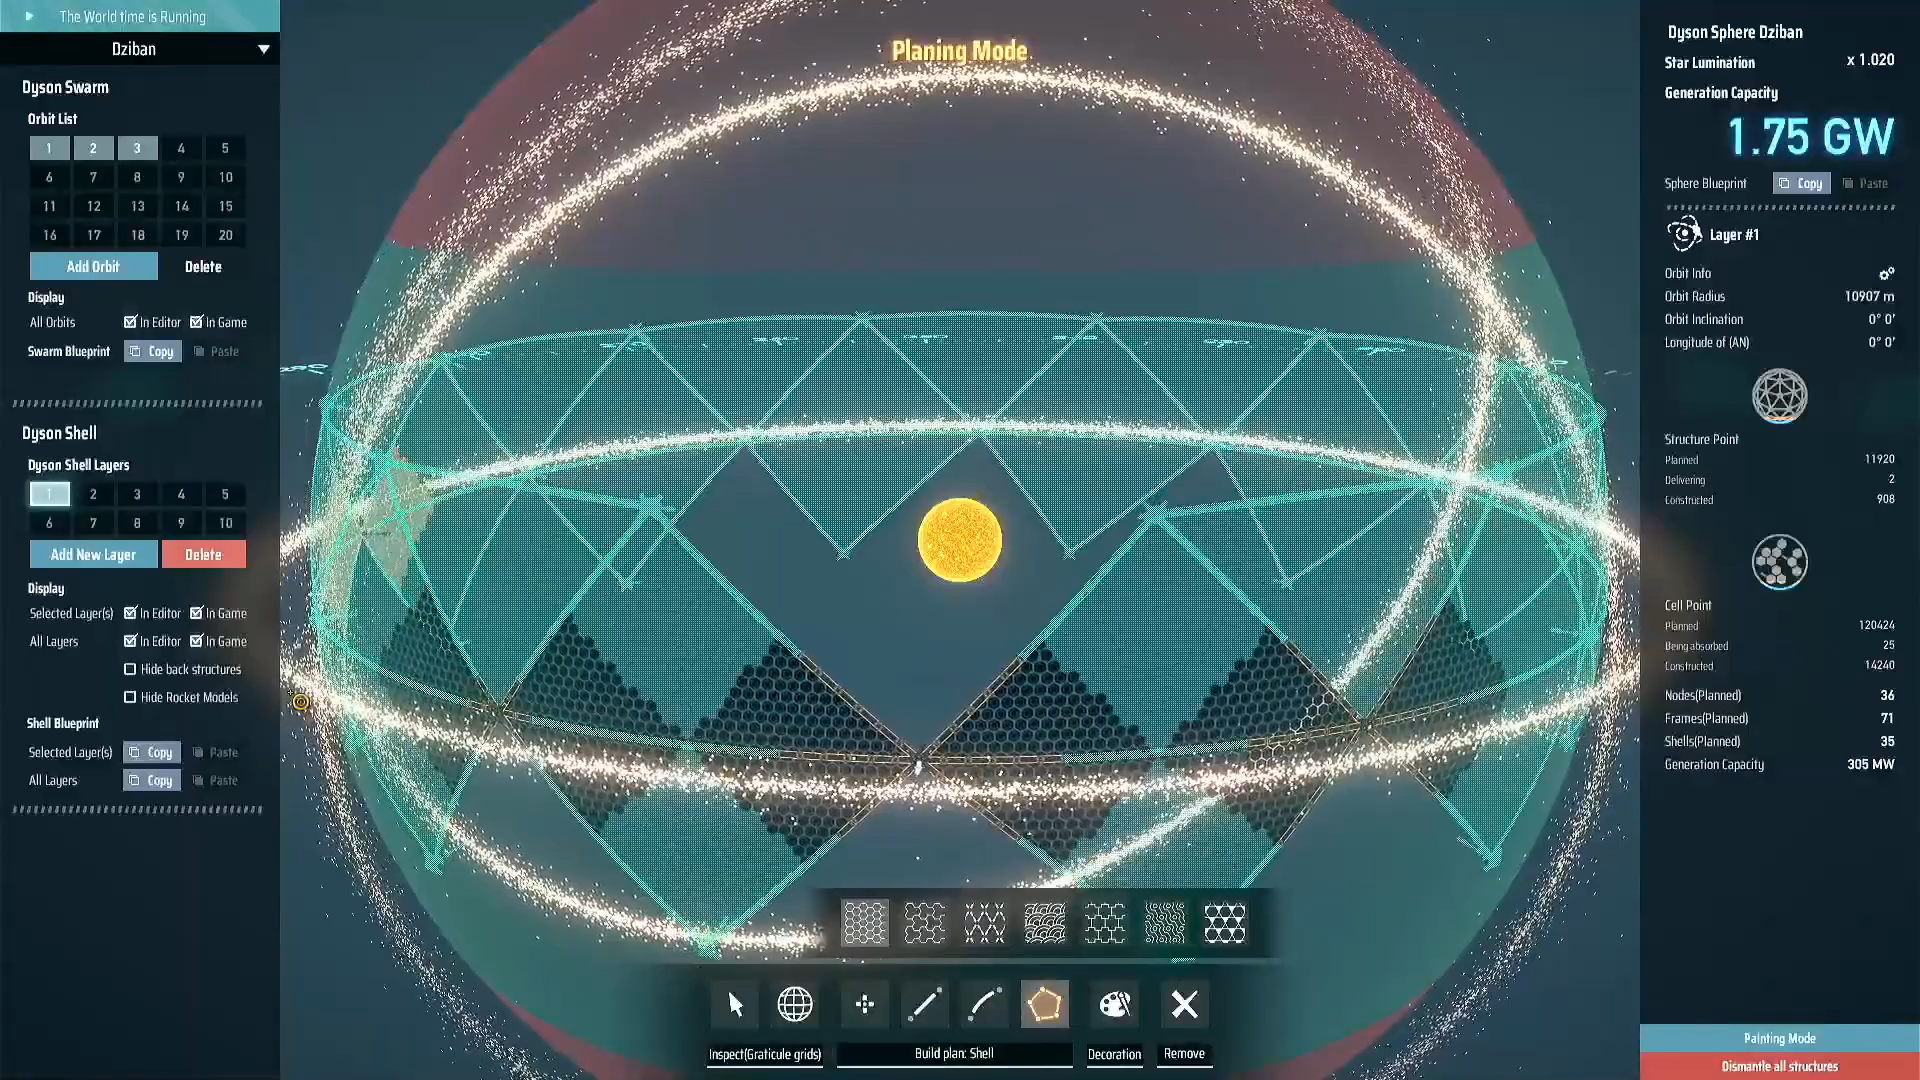 The World time is Running
Dziban
Dyson Swarm
Orbit List
1 2 3 4 5
6 7 8 9 10
11 12 13 14 15
16 17 18 19 20
Add Orbit Delete
Display
All Orbits In Editor In Game
Swarm Blueprint Copy Paste
Dyson Shell
Dyson Shell Layers
1 2 3 4 5
6 7 8 9 10
Add New Layer Delete
Display
Selected Layer(s) In Editor In Game
All Layers In Editor In Game
Hide back structures
Hide Rocket Models
Shell Blueprint
Selected Layer(s) Copy Paste
All Layers Copy Paste
Planing Mode
Inspect(Graticule grids) Build plan: Shell Decoration Remove
Dyson Sphere Dziban
Star Lumination x 1.020
Generation Capacity
1.75 GW
Sphere Blueprint Copy Paste
Layer #1
Orbit Info
Orbit Radius 10907 m
Orbit Inclination 0° 0'
Longitude of (AN) 0° 0'
Structure Point
Planned 11920
Delivering 2
Constructed 908
Cell Point
Planned 120424
Being absorbed 25
Constructed 14240
Nodes(Planned) 36
Frames(Planned) 71
Shells(Planned) 35
Generation Capacity 305 MW
Painting Mode
Dismantle all structures